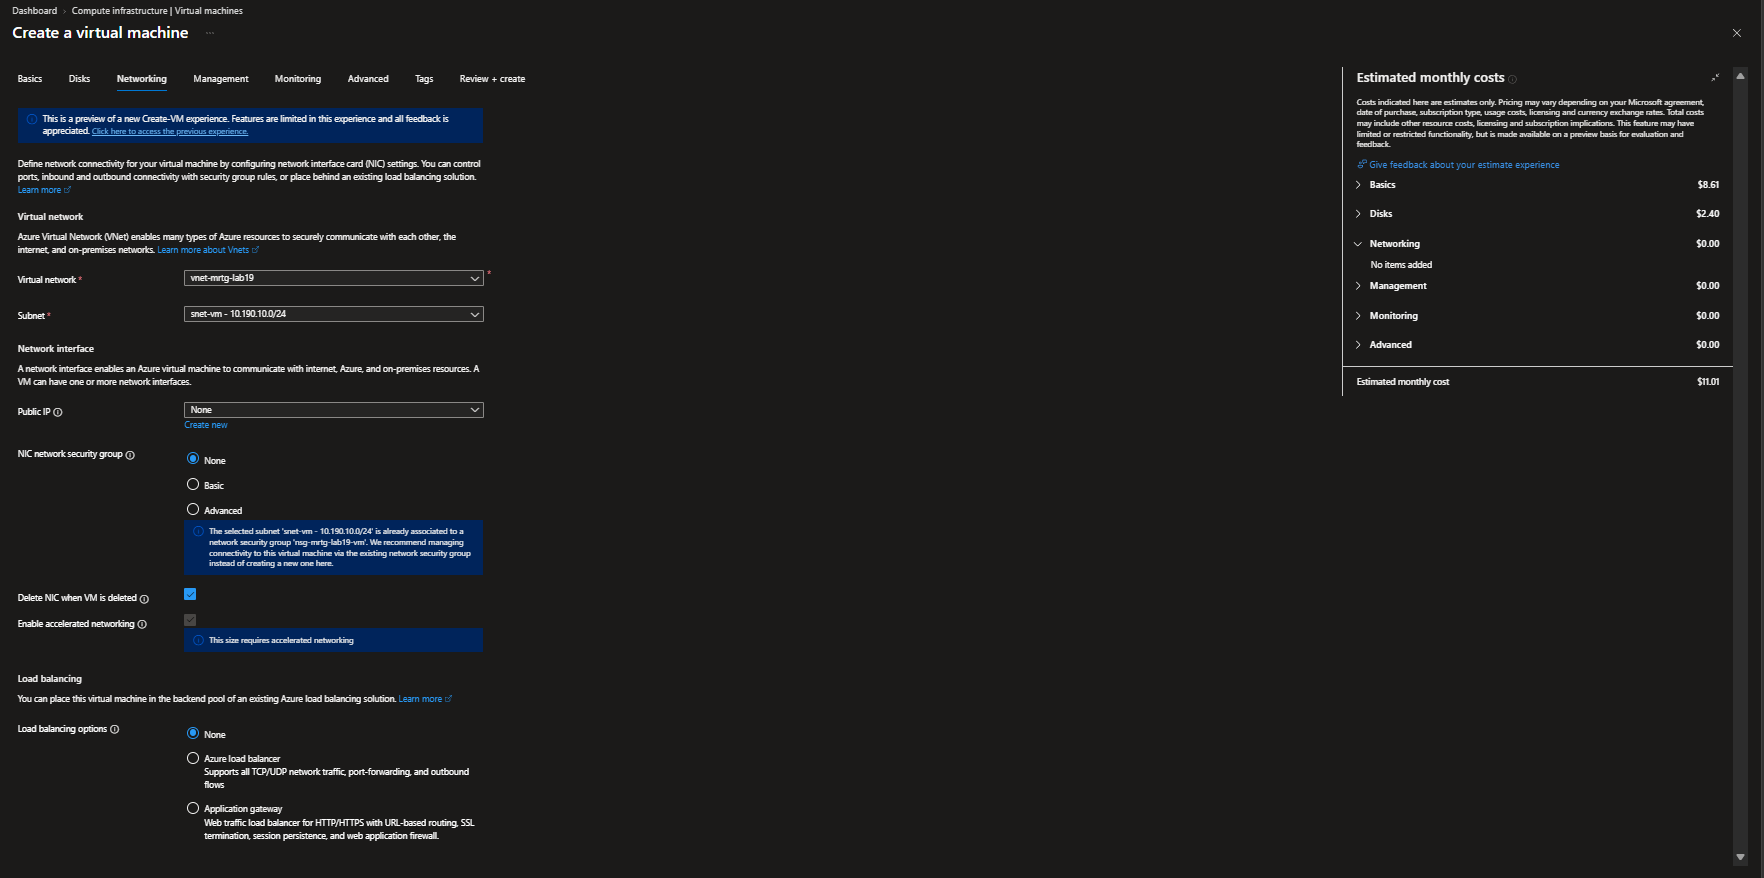 Dashboard > Compute infrastructure | Virtual machines
Create a virtual machine ...
Basics Disks Networking Management Monitoring Advanced Tags Review + create
This is a preview of a new Create-VM experience. Features are limited in this experience and all feedback is
appreciated. Click here to access the previous experience.
Define network connectivity for your virtual machine by configuring network interface card (NIC) settings. You can control
ports, inbound and outbound connectivity with security group rules, or place behind an existing load balancing solution.
Learn more
Virtual network
Azure Virtual Network (VNet) enables many types of Azure resources to securely communicate with each other, the
internet, and on-premises networks. Learn more about Vnets
Virtual network * vnet-mrtg-lab19 *
Subnet * snet-vm - 10.190.10.0/24
Network interface
A network interface enables an Azure virtual machine to communicate with internet, Azure, and on-premises resources. A
VM can have one or more network interfaces.
Public IP None
Create new
NIC network security group None
Basic
Advanced
The selected subnet 'snet-vm - 10.190.10.0/24' is already associated to a
network security group 'nsg-mrtg-lab19-vm'. We recommend managing
connectivity to this virtual machine via the existing network security group
instead of creating a new one here.
Delete NIC when VM is deleted
Enable accelerated networking
This size requires accelerated networking
Load balancing
You can place this virtual machine in the backend pool of an existing Azure load balancing solution. Learn more
Load balancing options None
Azure load balancer
Supports all TCP/UDP network traffic, port-forwarding, and outbound
flows
Application gateway
Web traffic load balancer for HTTP/HTTPS with URL-based routing, SSL
termination, session persistence, and web application firewall.
Estimated monthly costs
Costs indicated here are estimates only. Pricing may vary depending on your Microsoft agreement,
date of purchase, subscription type, usage costs, licensing and currency exchange rates. Total costs
may include other resource costs, licensing and subscription implications. This feature may have
limited or restricted functionality, but is made available on a preview basis for evaluation and
feedback.
Give feedback about your estimate experience
Basics $8.61
Disks $2.40
Networking $0.00
No items added
Management $0.00
Monitoring $0.00
Advanced $0.00
Estimated monthly cost $11.01